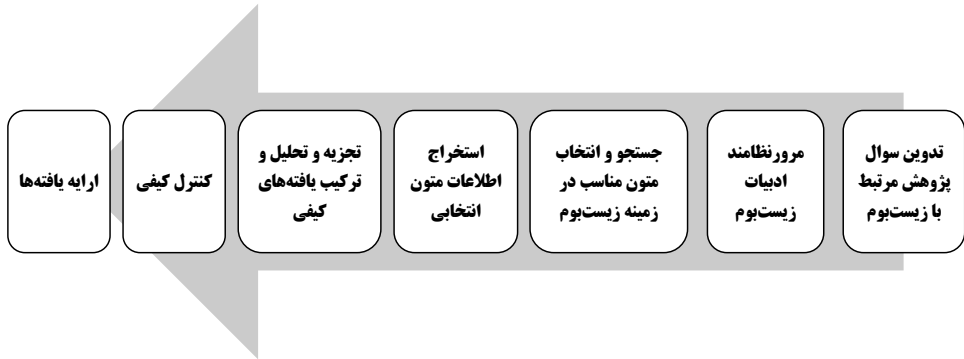 تدوین سوال
پژوهش مرتبط
با زیست‌بوم
مرورنظامند
ادبیات
زیست‌بوم
جستجو و انتخاب
متون مناسب در
زمینه زیست‌بوم
استخراج
اطلاعات متون
انتخابی
تجزیه و تحلیل و
ترکیب یافته‌های
کیفی
کنترل کیفی
ارایه یافته‌ها